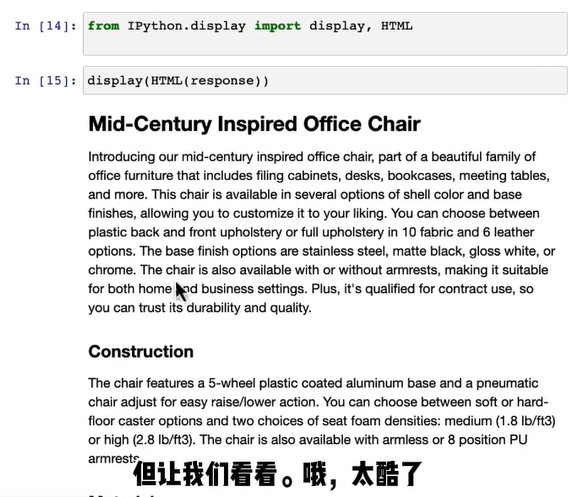 In [14]: from IPython.display import display, HTML
In [15]: display(HTML(response))
Mid-Century Inspired Office Chair
Introducing our mid-century inspired office chair, part of a beautiful family of
office furniture that includes filing cabinets, desks, bookcases, meeting tables,
and more. This chair is available in several options of shell color and base
finishes, allowing you to customize it to your liking. You can choose between
plastic back and front upholstery or full upholstery in 10 fabric and 6 leather
options. The base finish options are stainless steel, matte black, gloss white, or
chrome. The chair is also available with or without armrests, making it suitable
for both home and business settings. Plus, it's qualified for contract use, so
you can trust its durability and quality.
Construction
The chair features a 5-wheel plastic coated aluminum base and a pneumatic
chair adjust for easy raise/lower action. You can choose between soft or hard-
floor caster options and two choices of seat foam densities: medium (1.8 lb/ft3)
or high (2.8 lb/ft3). The chair is also available with armless or 8 position PU
armrests
但让我们看看。哦，太酷了